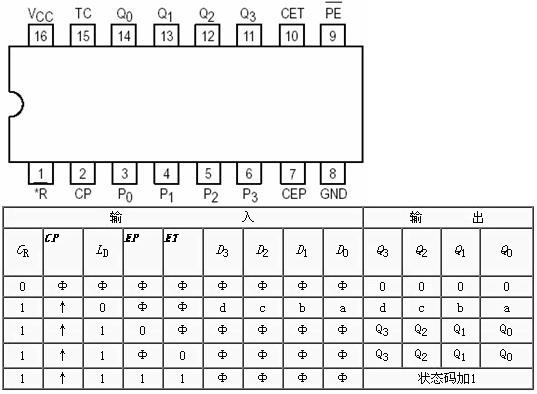 VCC TC Q0 Q1 Q2 Q3 CET PE
16 15 14 13 12 11 10 9
1 2 3 4 5 6 7 8
*R CP P0 P1 P2 P3 CEP GND
输 入 输 出
CR CP LD EP ET D3 D2 D1 D0 Q3 Q2 Q1 Q0
0 Φ Φ Φ Φ Φ Φ Φ Φ 0 0 0 0
1 ↑ 0 Φ Φ d c b a d c b a
1 ↑ 1 0 Φ Φ Φ Φ Φ Q3 Q2 Q1 Q0
1 ↑ 1 Φ 0 Φ Φ Φ Φ Q3 Q2 Q1 Q0
1 ↑ 1 1 1 Φ Φ Φ Φ 状态码加1